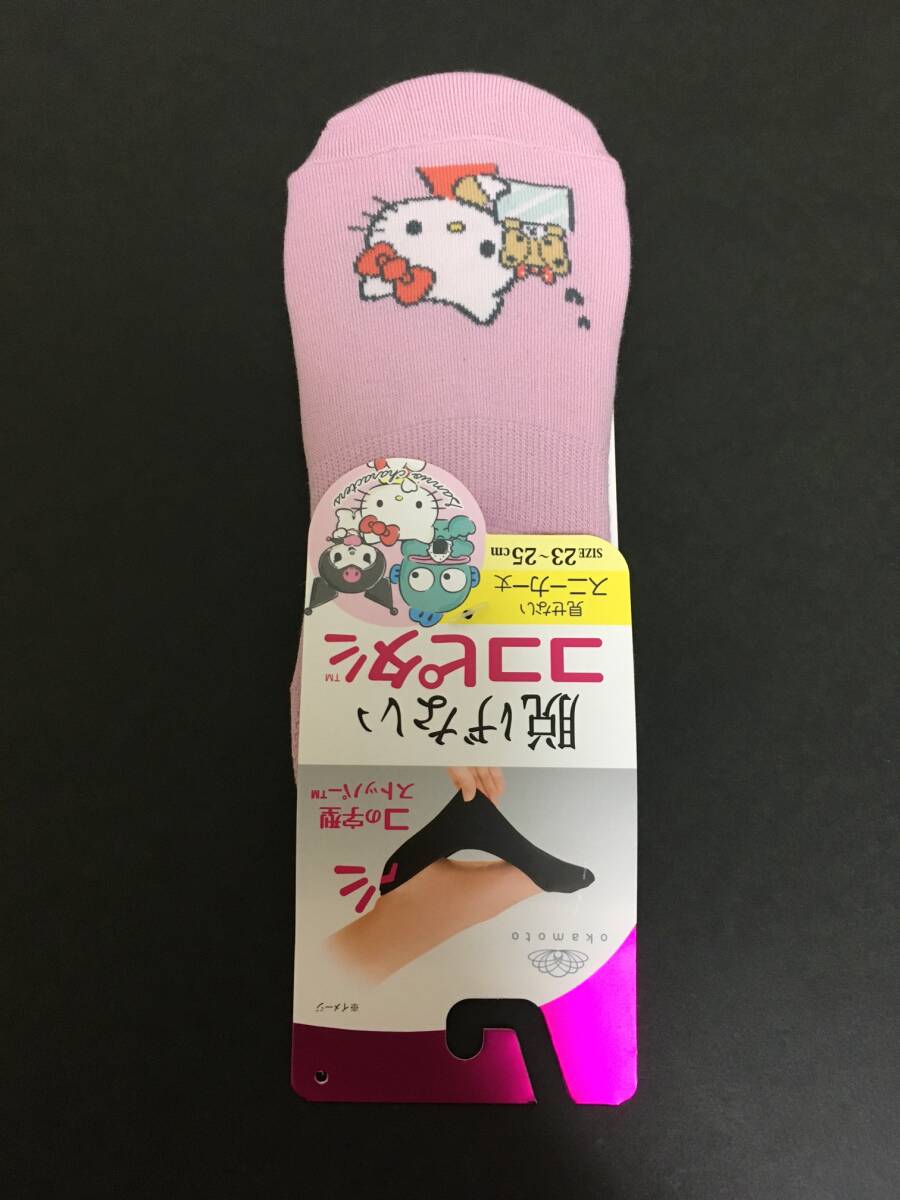 ※イメージ
okamoto
コの字型
ストッパー™
脱げない
ココピタ™
見せない
スニーカー丈
SIZE 23~25cm
Sanrio characters